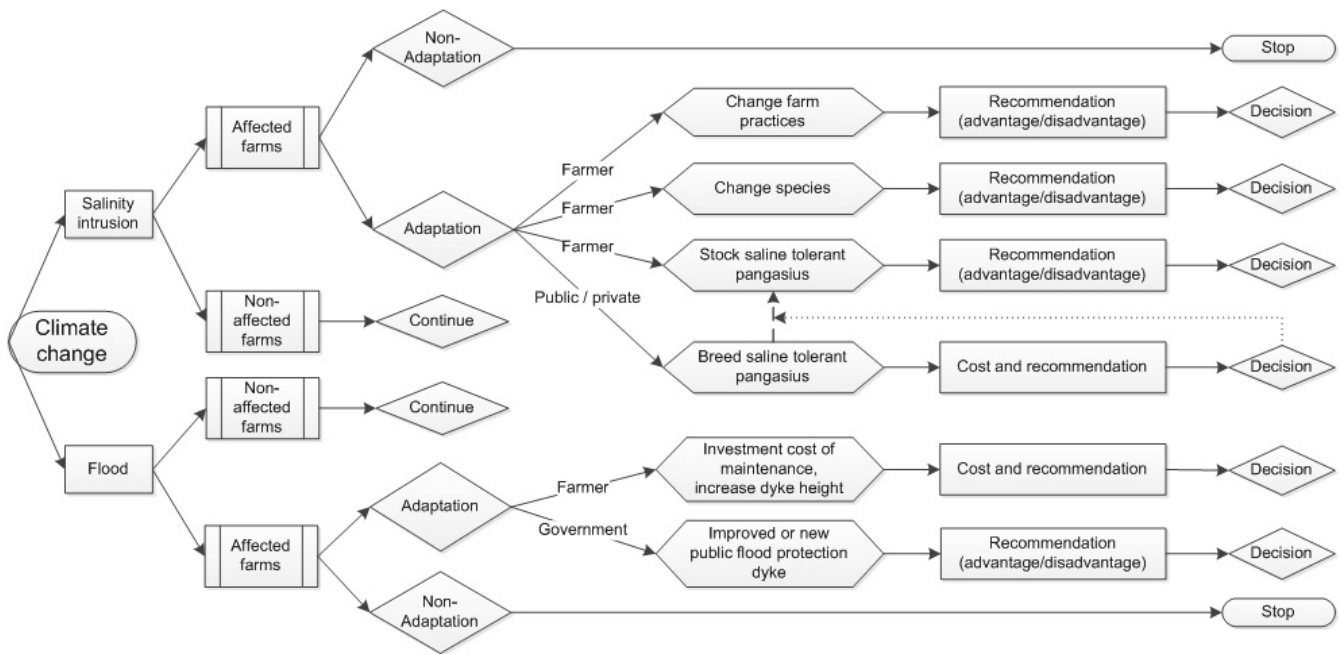 Non-
Adaptation
Stop
Affected
farms
Change farm
practices
Recommendation
(advantage/disadvantage)
Decision
Farmer
Salinity
intrusion
Adaptation
Farmer
Change species
Recommendation
(advantage/disadvantage)
Decision
Farmer
Stock saline tolerant
pangasius
Recommendation
(advantage/disadvantage)
Decision
Public / private
Non-
affected
farms
Continue
Climate
change
Breed saline tolerant
pangasius
Cost and recommendation
Decision
Non-
affected
farms
Continue
Flood
Adaptation
Farmer
Investment cost of
maintenance,
increase dyke height
Cost and recommendation
Decision
Government
Affected
farms
Improved or new
public flood protection
dyke
Recommendation
(advantage/disadvantage)
Decision
Non-
Adaptation
Stop